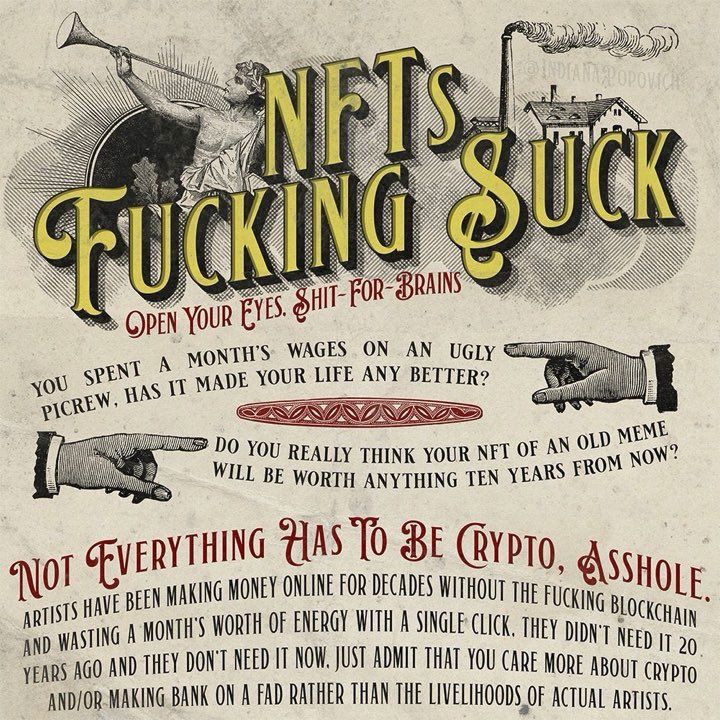 @IndianaPopovich
NFTs
Fucking Suck
Open Your Eyes. Shit-For-Brains
YOU SPENT A MONTH'S WAGES ON AN UGLY
PICREW, HAS IT MADE YOUR LIFE ANY BETTER?
DO YOU REALLY THINK YOUR NFT OF AN OLD MEME
WILL BE WORTH ANYTHING TEN YEARS FROM NOW?
Not Everything Has To Be Crypto, Asshole.
ARTISTS HAVE BEEN MAKING MONEY ONLINE FOR DECADES WITHOUT THE FUCKING BLOCKCHAIN
AND WASTING A MONTH'S WORTH OF ENERGY WITH A SINGLE CLICK. THEY DIDN'T NEED IT 20
YEARS AGO AND THEY DON'T NEED IT NOW. JUST ADMIT THAT YOU CARE MORE ABOUT CRYPTO
AND/OR MAKING BANK ON A FAD RATHER THAN THE LIVELIHOODS OF ACTUAL ARTISTS.